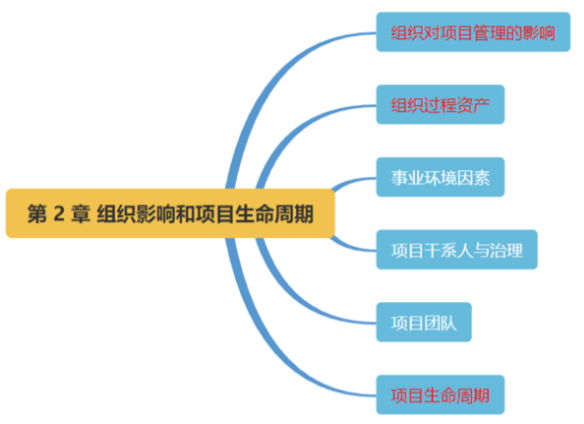 组织对项目管理的影响
组织过程资产
事业环境因素
第 2 章 组织影响和项目生命周期
项目干系人与治理
项目团队
项目生命周期